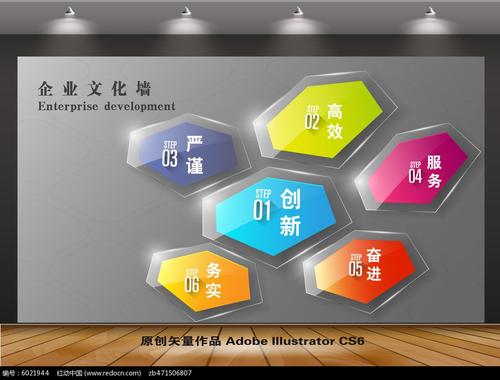 企业文化墙
Enterprise development
STEP
02
高效
STEP
03
严谨
STEP
04
服务
STEP
01
创新
STEP
05
奋进
STEP
06
务实
原创矢量作品 Adobe Illustrator CS6
编号:6021944 红动中国 (www.redocn.com) zb471506807